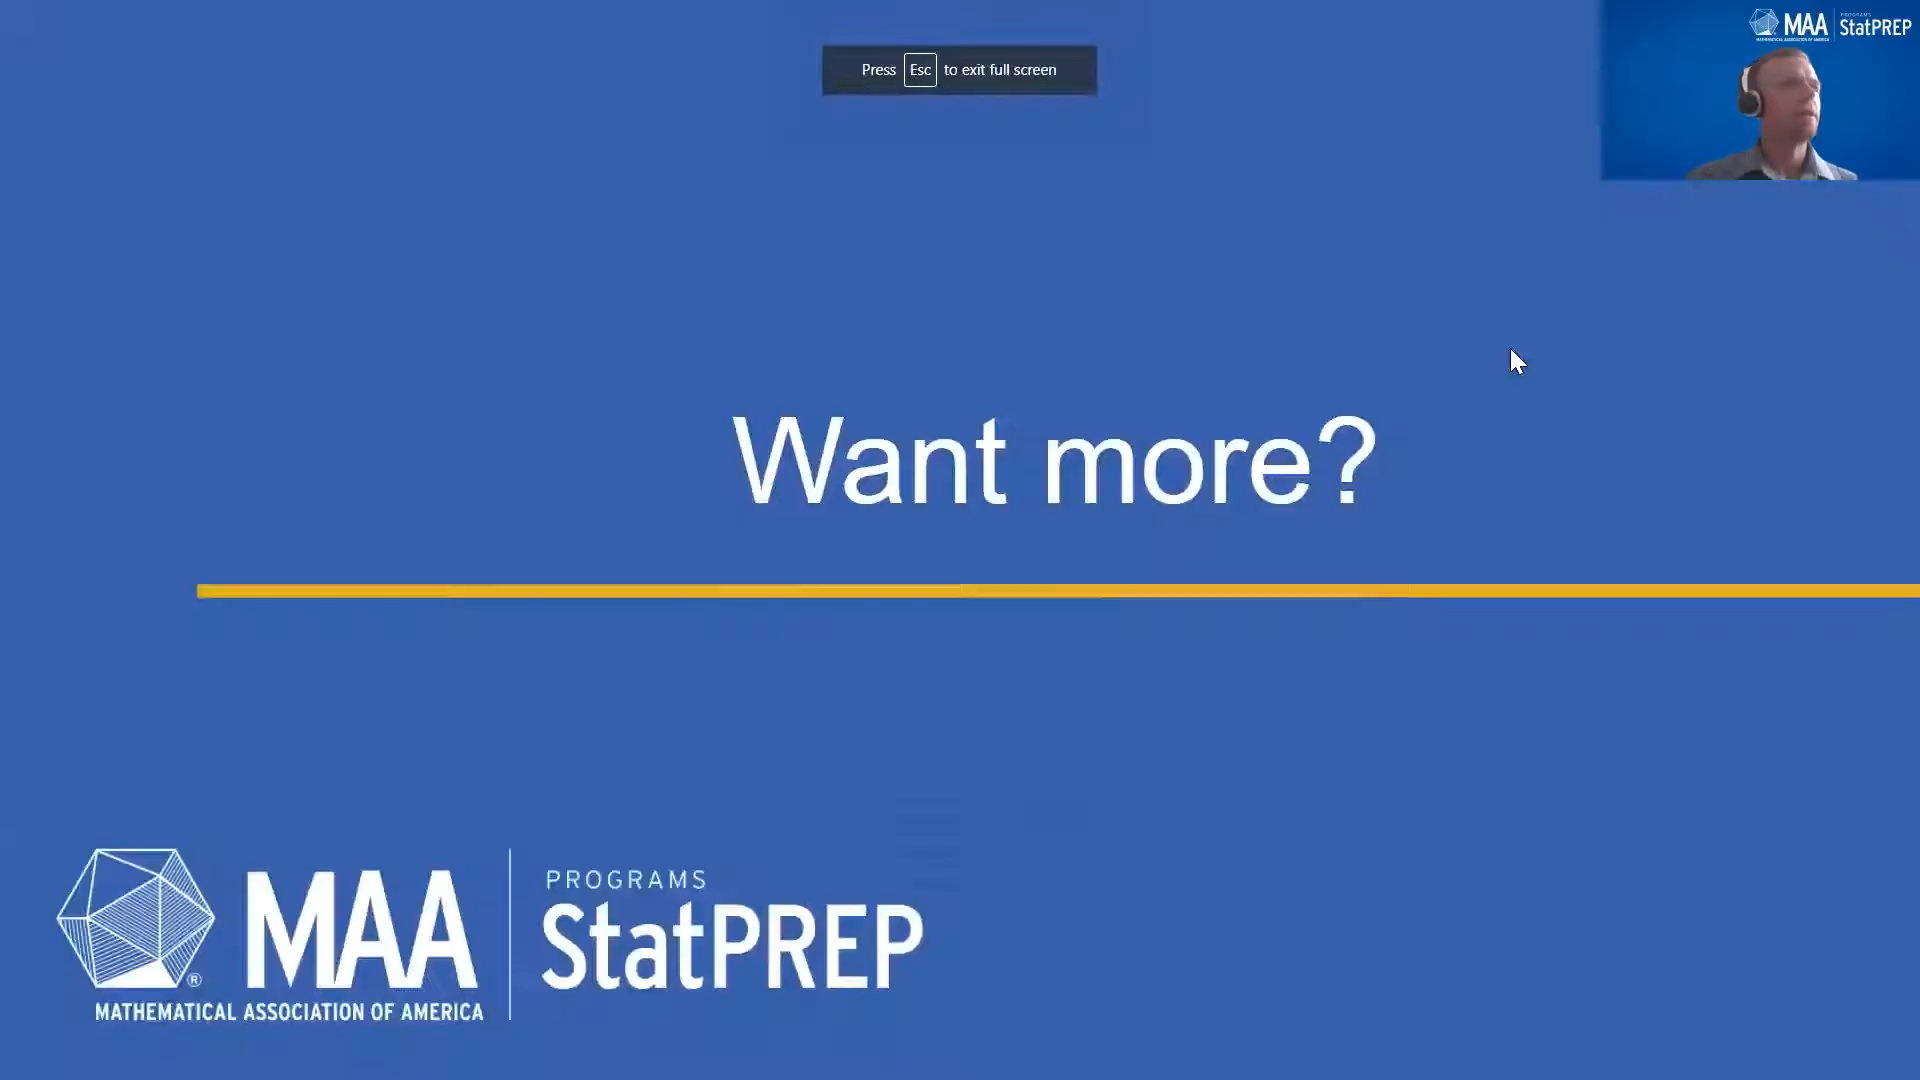 Press Esc to exit full screen
MAA StatPREP
Want more?
PROGRAMS
MAA StatPREP
®
MATHEMATICAL ASSOCIATION OF AMERICA